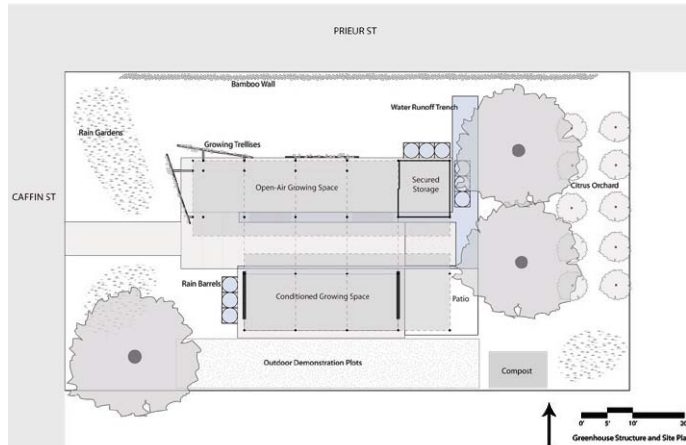 PRIEUR ST
Bamboo Wall
Water Runoff Trench
Rain Gardens
Growing Trellises
Open-Air Growing Space
Secured
Storage
Citrus Orchard
CAFFIN ST
Rain Barrels
Conditioned Growing Space
Patio
Outdoor Demonstration Plots
Compost
0' 5' 10' 30
Greenhouse Structure and Site Pla